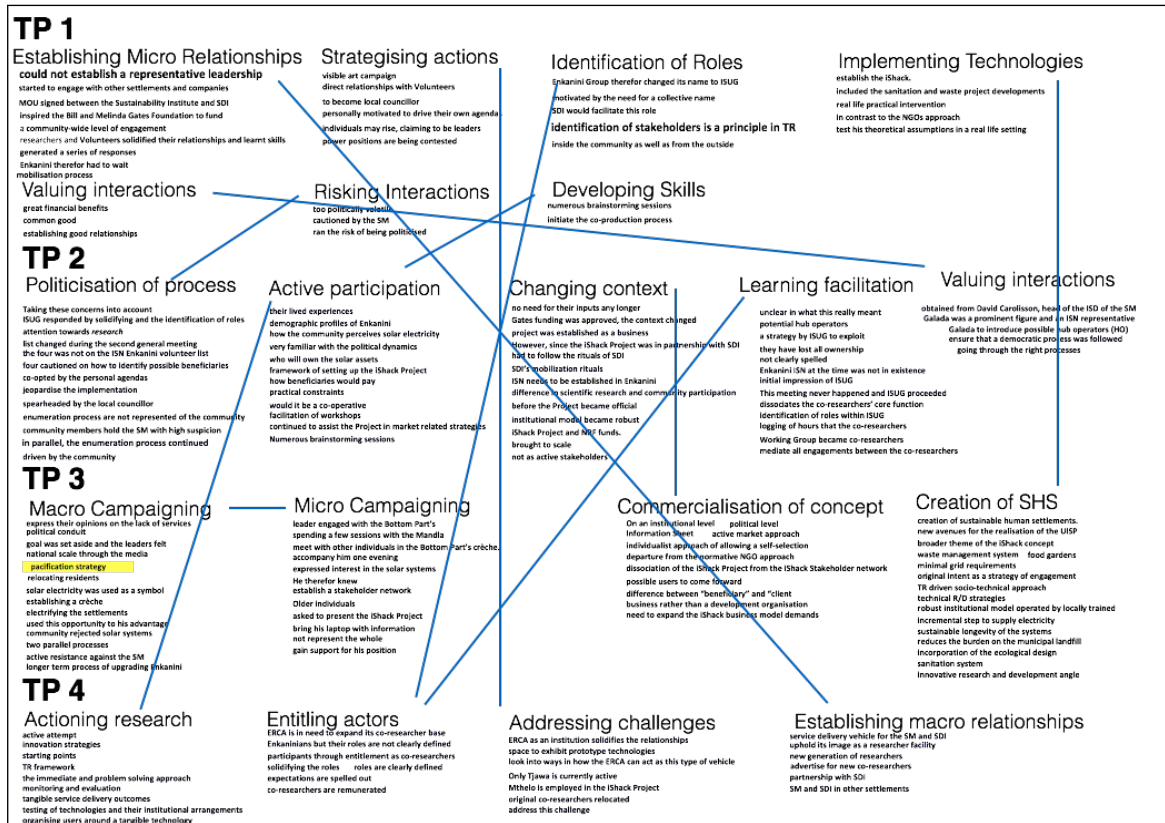 TP 1
Establishing Micro Relationships
could not establish a representative leadership
started to engage with other settlements and companies
MOU signed between the Sustainability Institute and SDI
inspired the Bill and Melinda Gates Foundation to fund
a community-wide level of engagement
researchers and Volunteers solidified their relationships and learnt skills
generated a series of responses
Enkanini therefor had to wait
mobilisation process
Strategising actions
visible art campaign
direct relationships with Volunteers
to become local councillor
personally motivated to drive their own agenda
individuals may rise, claiming to be leaders
power positions are being contested
Identification of Roles
Enkanini Group therefor changed its name to ISUG
motivated by the need for a collective name
SDI would facilitate this role
identification of stakeholders is a principle in TR
inside the community as well as from the outside
Implementing Technologies
establish the iShack.
included the sanitation and waste project developments
real life practical intervention
in contrast to the NGOs approach
test his theoretical assumptions in a real life setting
Valuing interactions
great financial benefits
common good
establishing good relationships
Risking Interactions
too politically volatile
cautioned by the SM
ran the risk of being politicised
Developing Skills
numerous brainstorming sessions
initiate the co-production process
TP 2
Politicisation of process
Taking these concerns into account
ISUG responded by solidifying and the identification of roles
attention towards research
list changed during the second general meeting
the four was not on the ISN Enkanini volunteer list
four cautioned on how to identify possible beneficiaries
co-opted by the personal agendas
jeopardise the implementation
spearheaded by the local councillor
enumeration process are not represented of the community
community members hold the SM with high suspicion
in parallel, the enumeration process continued
driven by the community
Active participation
their lived experiences
demographic profiles of Enkanini
how the community perceives solar electricity
very familiar with the political dynamics
who will own the solar assets
framework of setting up the iShack Project
how beneficiaries would pay
practical constraints
would it be a co-operative
facilitation of workshops
continued to assist the Project in market related strategies
Numerous brainstorming sessions
Changing context
no need for their inputs any longer
Gates funding was approved, the context changed
project was established as a business
However, since the iShack Project was in partnership with SDI
had to follow the rituals of SDI
SDI's mobilization rituals
ISN needs to be established in Enkanini
difference in scientific research and community participation
before the Project became official
institutional model became robust
iShack Project and NRF funds.
brought to scale
not as active stakeholders
Learning facilitation
unclear in what this really meant
potential hub operators
a strategy by ISUG to exploit
they have lost all ownership
not clearly spelled
Enkanini ISN at the time was not in existence
initial impression of ISUG
This meeting never happened and ISUG proceeded
dissociates the co-researchers' core function
identification of roles within ISUG
logging of hours that the co-researchers
Working Group became co-researchers
mediate all engagements between the co-researchers
Valuing interactions
obtained from David Carolisson, head of the ISD of the SM
Galada was a prominent figure and an ISN representative
Galada to introduce possible hub operators (HO)
ensure that a democratic process was followed
going through the right processes
TP 3
Macro Campaigning
express their opinions on the lack of services
political conduit
goal was set aside and the leaders felt
national scale through the media
pacification strategy
relocating residents
solar electricity was used as a symbol
establishing a crèche
electrifying the settlements
used this opportunity to his advantage
community rejected solar systems
two parallel processes
active resistance against the SM
longer term process of upgrading Enkanini
Micro Campaigning
leader engaged with the Bottom Part's
spending a few sessions with the Mandla
meet with other individuals in the Bottom Part's crèche.
accompany him one evening
expressed interest in the solar systems
He therefor knew
establish a stakeholder network
Older individuals
asked to present the iShack Project
bring his laptop with information
not represent the whole
gain support for his position
Commercialisation of concept
On an institutional level political level
Information Sheet active market approach
individualist approach of allowing a self-selection
departure from the normative NGO approach
dissociation of the iShack Project from the iShack Stakeholder network
possible users to come forward
difference between "beneficiary" and "client
business rather than a development organisation
need to expand the iShack business model demands
Creation of SHS
creation of sustainable human settlements.
new avenues for the realisation of the UISP
broader theme of the iShack concept
waste management system food gardens
minimal grid requirements
original intent as a strategy of engagement
TR driven socio-technical approach
technical R/D strategies
robust institutional model operated by locally trained
incremental step to supply electricity
sustainable longevity of the systems
reduces the burden on the municipal landfill
incorporation of the ecological design
sanitation system
innovative research and development angle
TP 4
Actioning research
active attempt
innovation strategies
starting points
TR framework
the immediate and problem solving approach
monitoring and evaluation
tangible service delivery outcomes
testing of technologies and their institutional arrangements
organising users around a tangible technology
Entitling actors
ERCA is in need to expand its co-researcher base
Enkaninians but their roles are not clearly defined
participants through entitlement as co-researchers
solidifying the roles roles are clearly defined
expectations are spelled out
co-researchers are remunerated
Addressing challenges
ERCA as an institution solidifies the relationships
space to exhibit prototype technologies
look into ways in how the ERCA can act as this type of vehicle
Only Tjawa is currently active
Mthelo is employed in the iShack Project
original co-researchers relocated
address this challenge
Establishing macro relationships
service delivery vehicle for the SM and SDI
uphold its image as a researcher facility
new generation of researchers
advertise for new co-researchers
partnership with SDI
SM and SDI in other settlements